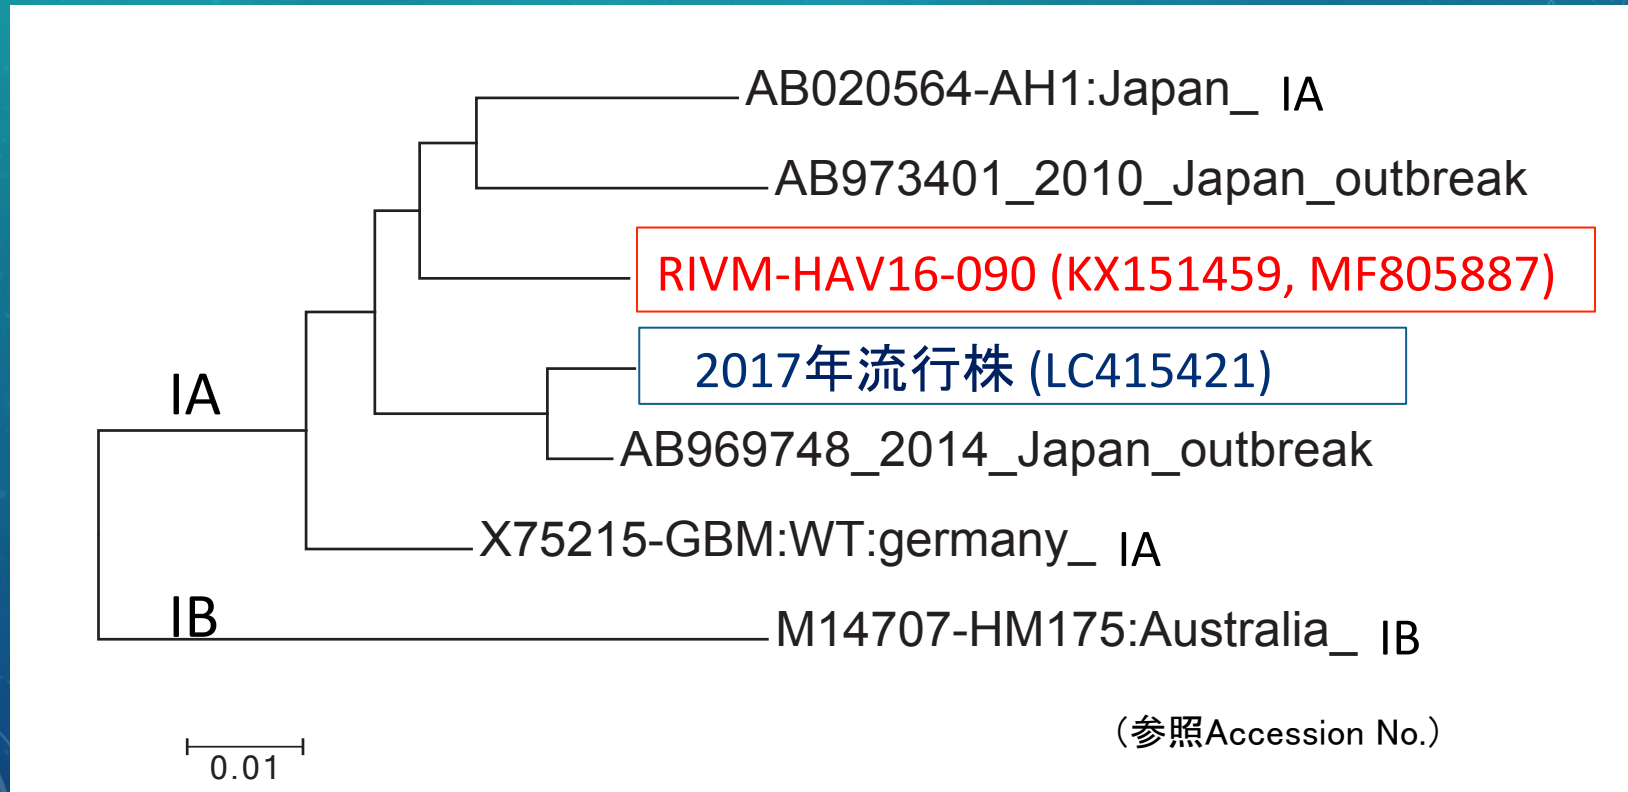 AB020564-AH1:Japan_ IA
AB973401_2010_Japan_outbreak
RIVM-HAV16-090 (KX151459, MF805887)
2017年流行株 (LC415421)
IA
AB969748_2014_Japan_outbreak
X75215-GBM:WT:germany_ IA
IB
M14707-HM175:Australia_ IB
（参照Accession No.）
0.01